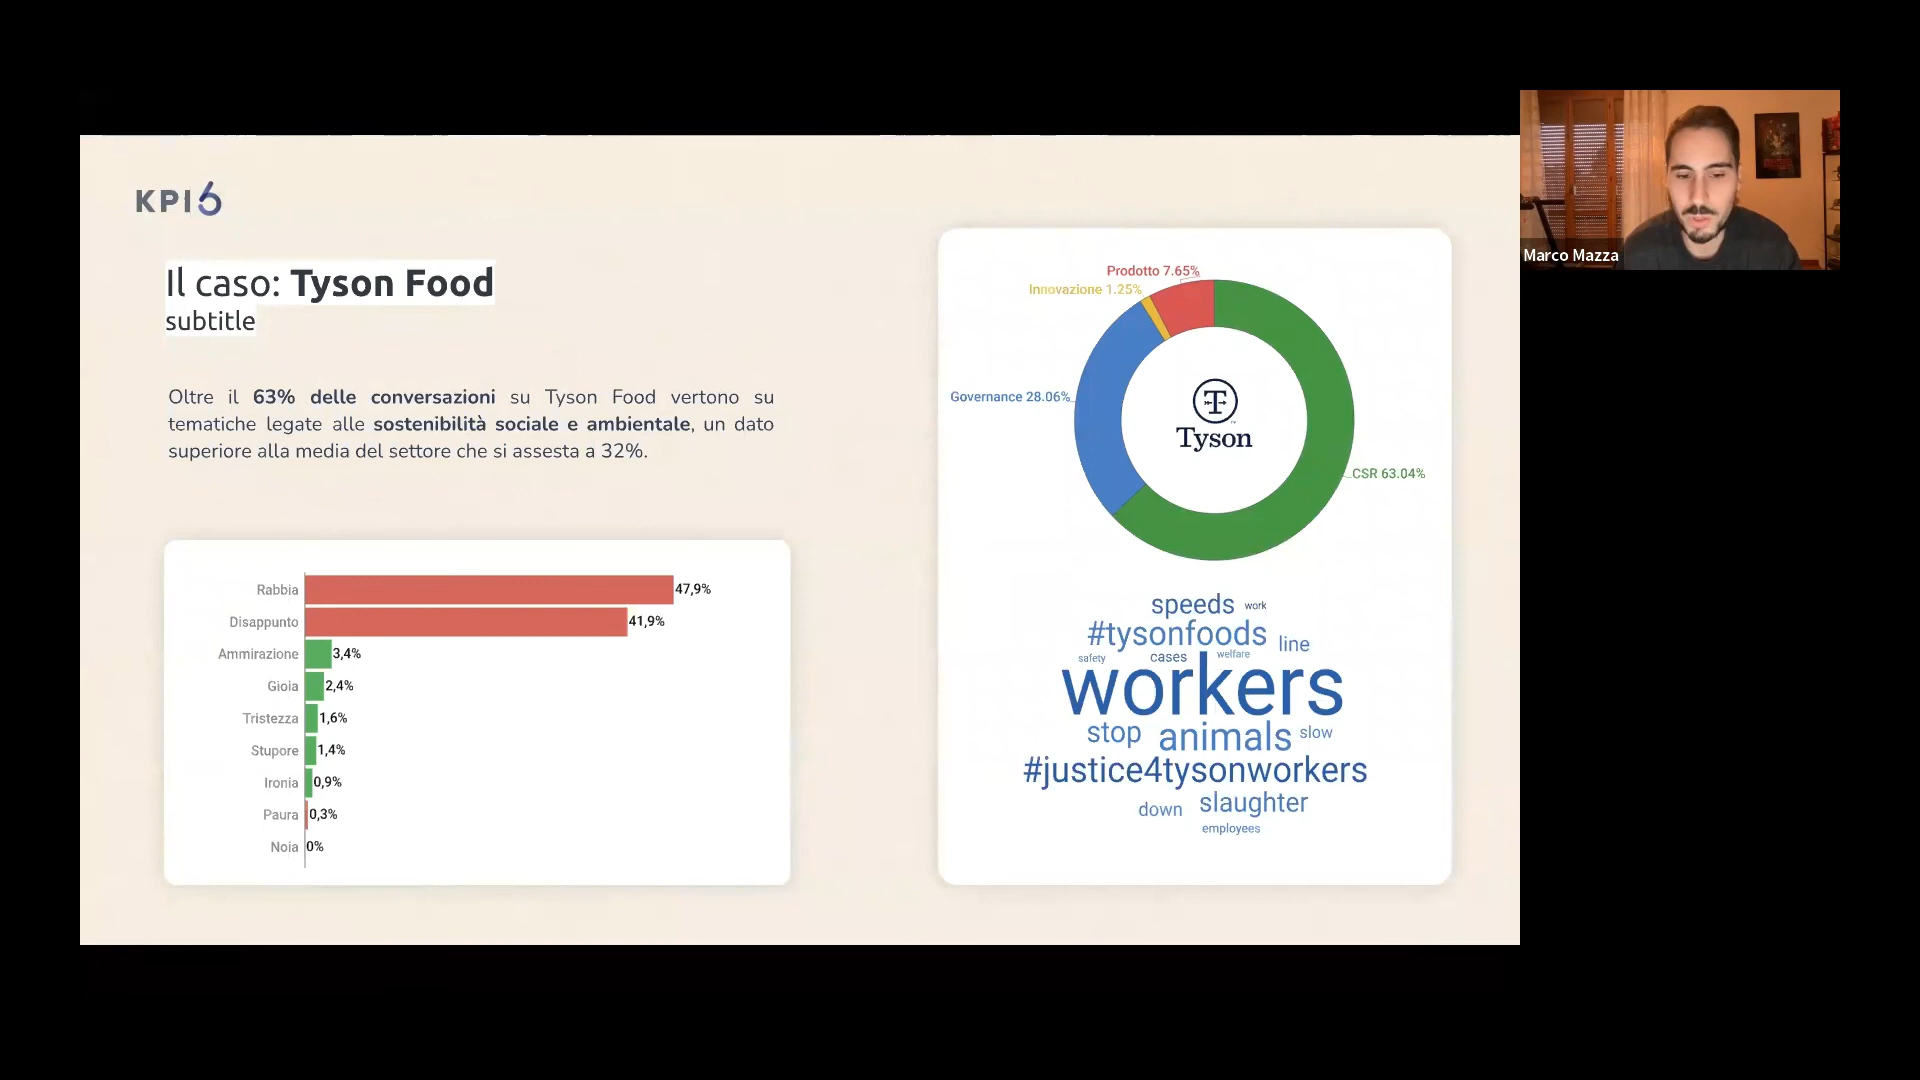 KPI6
Il caso: Tyson Food
subtitle
Oltre il 63% delle conversazioni su Tyson Food vertono su
tematiche legate alle sostenibilità sociale e ambientale, un dato
superiore alla media del settore che si assesta a 32%.
Rabbia 47,9%
Disappunto 41,9%
Ammirazione 3,4%
Gioia 2,4%
Tristezza 1,6%
Stupore 1,4%
Ironia 0,9%
Paura 0,3%
Noia 0%
Prodotto 7.65%
Innovazione 1.25%
Governance 28.06%
CSR 63.04%
T
Tyson
speeds work
#tysonfoods line
safety cases welfare
workers
stop animals slow
#justice4tysonworkers
down slaughter
employees
Marco Mazza